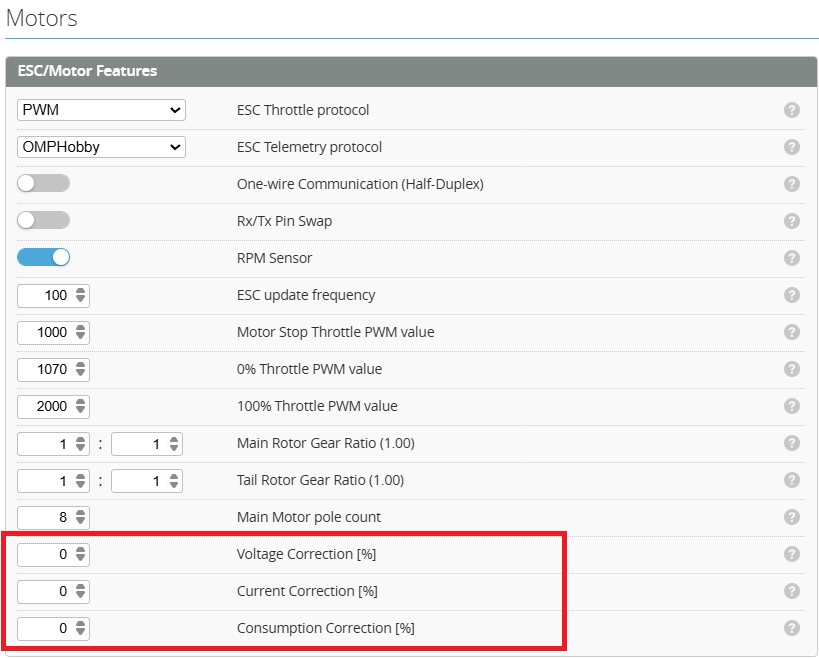 Motors
ESC/Motor Features
PWM ESC Throttle protocol ?
OMPHobby ESC Telemetry protocol ?
One-wire Communication (Half-Duplex) ?
Rx/Tx Pin Swap ?
RPM Sensor ?
100 ESC update frequency ?
1000 Motor Stop Throttle PWM value ?
1070 0% Throttle PWM value ?
2000 100% Throttle PWM value ?
1 : 1 Main Rotor Gear Ratio (1.00) ?
1 : 1 Tail Rotor Gear Ratio (1.00) ?
8 Main Motor pole count ?
0 Voltage Correction [%] ?
0 Current Correction [%] ?
0 Consumption Correction [%] ?